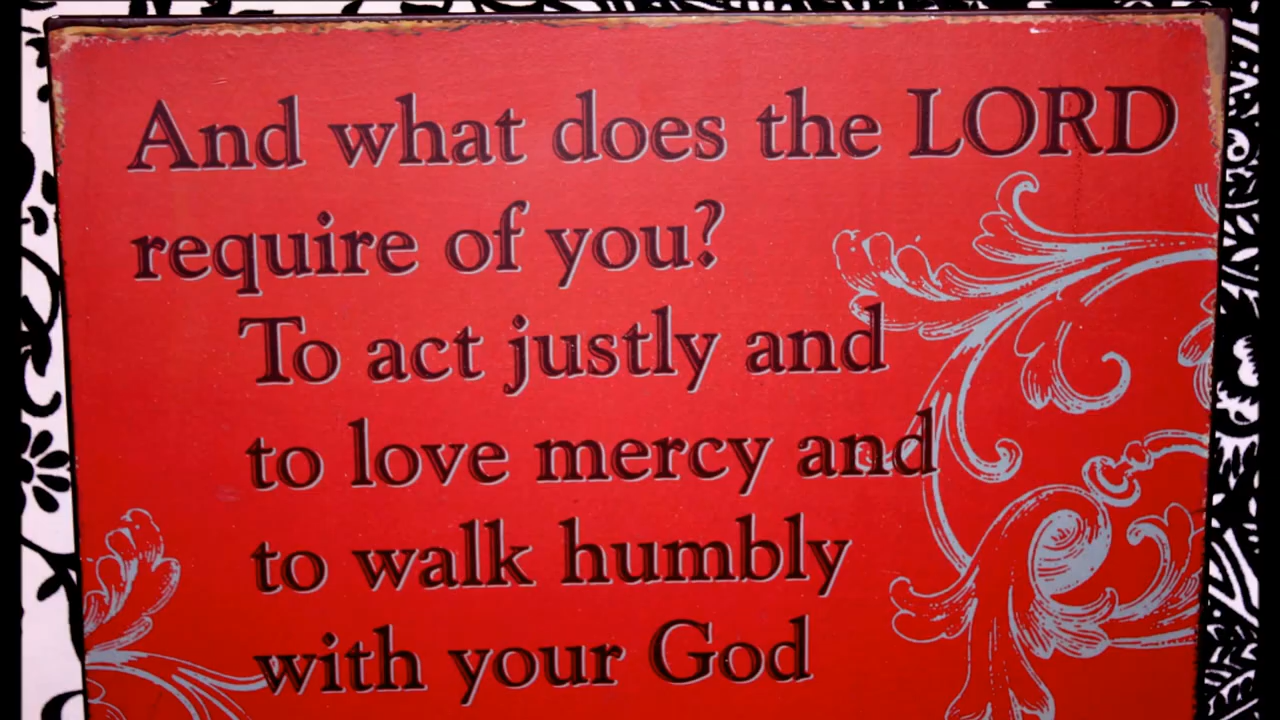 And what does the LORD
require of you?
To act justly and
to love mercy and
to walk humbly
with your God